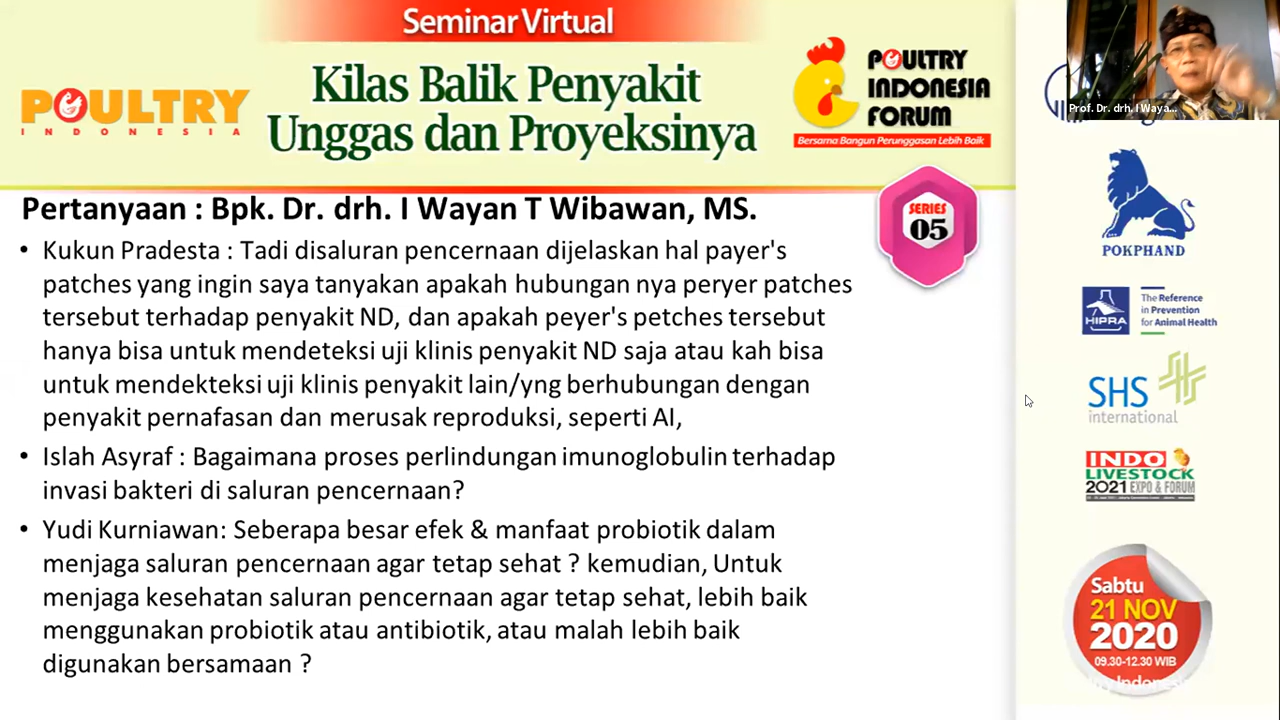 Seminar Virtual
POULTRY
INDONESIA
Kilas Balik Penyakit
Unggas dan Proyeksinya
POULTRY
INDONESIA
FORUM
Bersama Bangun Perunggasan Lebih Baik
Prof. Dr. drh. I Waya...
Pertanyaan : Bpk. Dr. drh. I Wayan T Wibawan, MS.
SERIES
05
• Kukun Pradesta : Tadi disaluran pencernaan dijelaskan hal payer's
patches yang ingin saya tanyakan apakah hubungan nya peryer patches
tersebut terhadap penyakit ND, dan apakah peyer's petches tersebut
hanya bisa untuk mendeteksi uji klinis penyakit ND saja atau kah bisa
untuk mendekteksi uji klinis penyakit lain/yng berhubungan dengan
penyakit pernafasan dan merusak reproduksi, seperti AI,
• Islah Asyraf : Bagaimana proses perlindungan imunoglobulin terhadap
invasi bakteri di saluran pencernaan?
• Yudi Kurniawan: Seberapa besar efek & manfaat probiotik dalam
menjaga saluran pencernaan agar tetap sehat ? kemudian, Untuk
menjaga kesehatan saluran pencernaan agar tetap sehat, lebih baik
menggunakan probiotik atau antibiotik, atau malah lebih baik
digunakan bersamaan ?
POKPHAND
HIPRA
The Reference
in Prevention
for Animal Health
SHS
international
INDO
LIVESTOCK
2021 EXPO & FORUM
Sabtu
21 NOV
2020
09.30-12.30 WIB